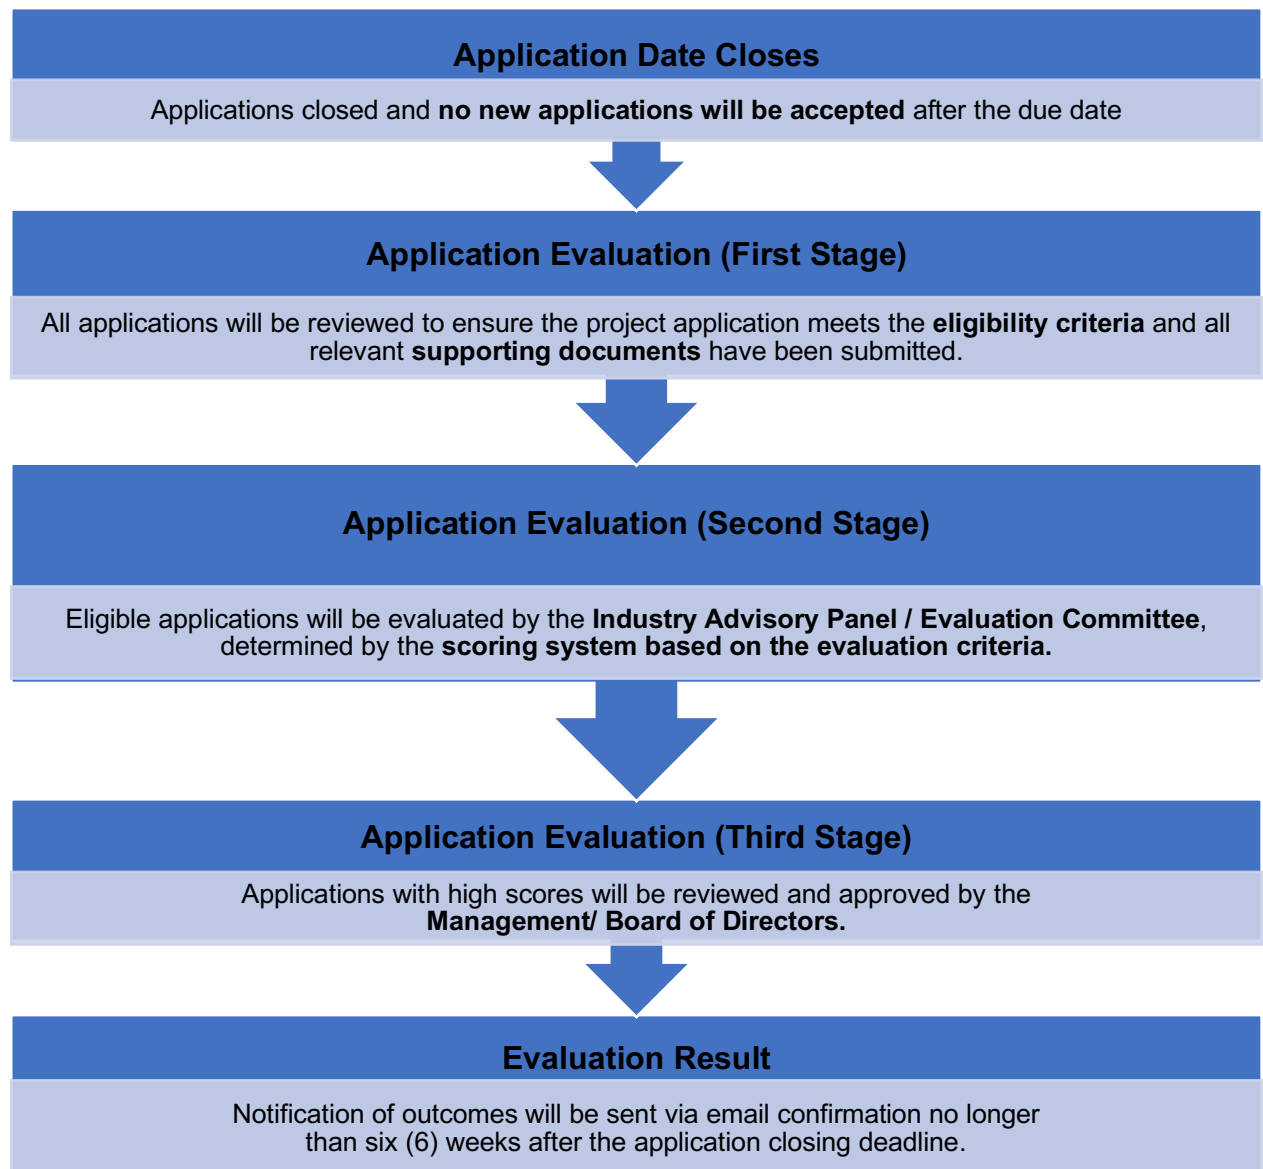 Application Date Closes
Applications closed and no new applications will be accepted after the due date
Application Evaluation (First Stage)
All applications will be reviewed to ensure the project application meets the eligibility criteria and all
relevant supporting documents have been submitted.
Application Evaluation (Second Stage)
Eligible applications will be evaluated by the Industry Advisory Panel / Evaluation Committee,
determined by the scoring system based on the evaluation criteria.
Application Evaluation (Third Stage)
Applications with high scores will be reviewed and approved by the
Management/ Board of Directors.
Evaluation Result
Notification of outcomes will be sent via email confirmation no longer
than six (6) weeks after the application closing deadline.